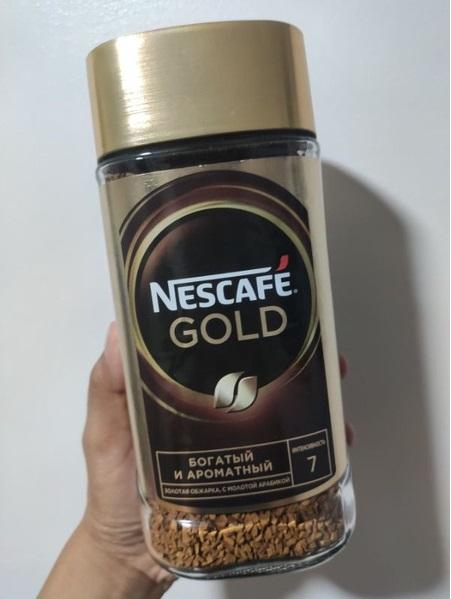 NESCAFÉ
GOLD
БОГАТЫЙ
И АРОМАТНЫЙ
ЗОЛОТАЯ ОБЖАРКА, С МОЛОТОЙ АРАБИКОЙ
ИНТЕНСИВНОСТЬ
7